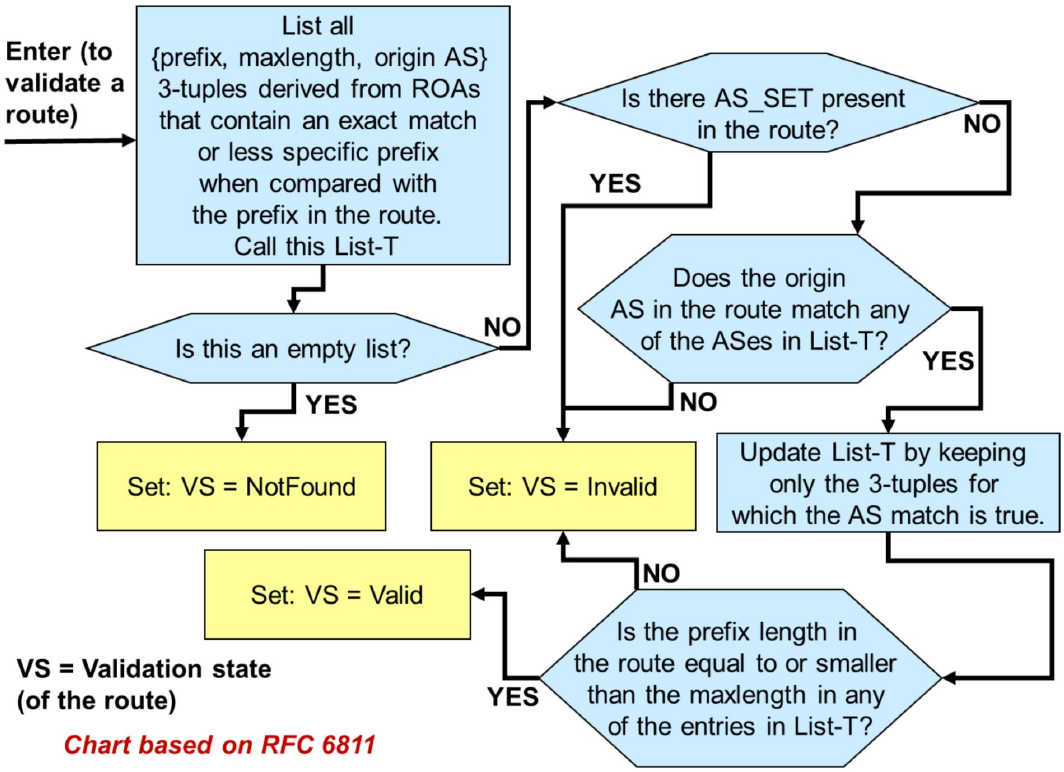 Enter (to
validate a
route)
List all
{prefix, maxlength, origin AS}
3-tuples derived from ROAs
that contain an exact match
or less specific prefix
when compared with
the prefix in the route.
Call this List-T
Is this an empty list?
NO
YES
Set: VS = NotFound
Is there AS_SET present
in the route?
NO
YES
Does the origin
AS in the route match any
of the ASes in List-T?
YES
NO
Set: VS = Invalid
Update List-T by keeping
only the 3-tuples for
which the AS match is true.
Is the prefix length in
the route equal to or smaller
than the maxlength in any
of the entries in List-T?
NO
YES
Set: VS = Valid
VS = Validation state
(of the route)
Chart based on RFC 6811